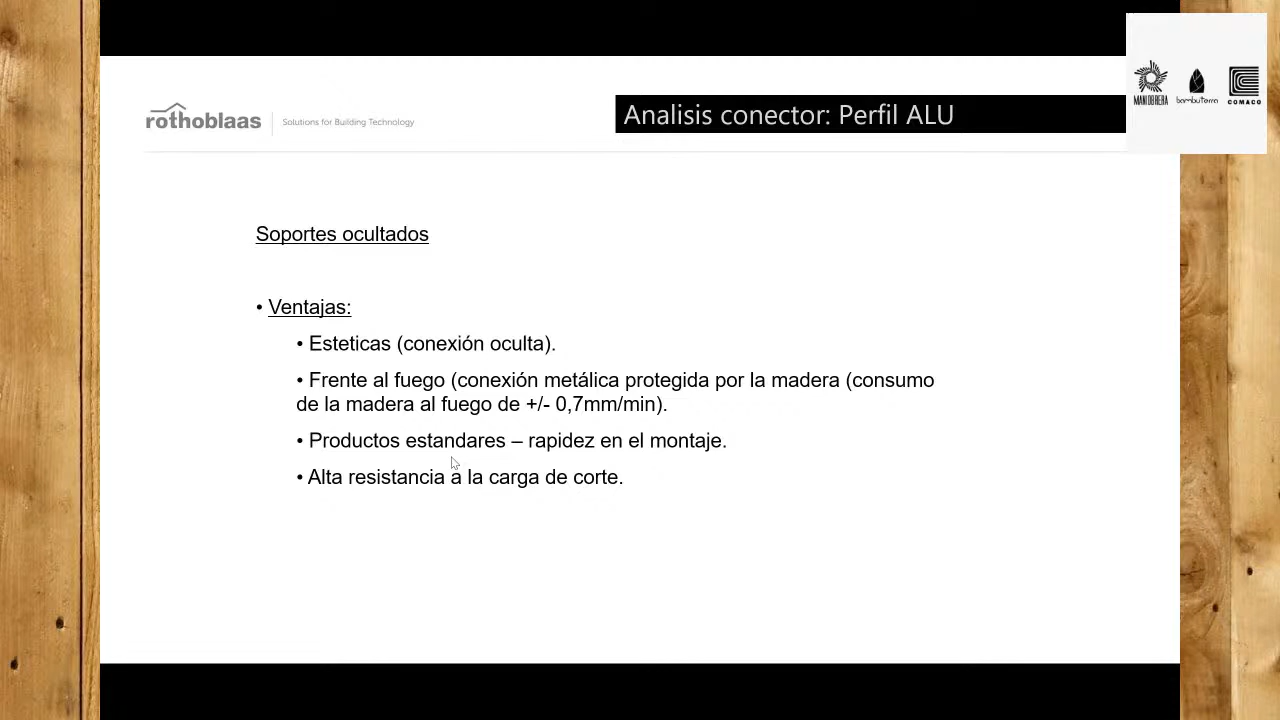 rothoblaas
Solutions for Building Technology
Analisis conector: Perfil ALU
MANIOBRERA
bambuterra
COMACO
Soportes ocultados
• Ventajas:
• Esteticas (conexión oculta).
• Frente al fuego (conexión metálica protegida por la madera (consumo
de la madera al fuego de +/- 0,7mm/min).
• Productos estandares – rapidez en el montaje.
• Alta resistancia a la carga de corte.